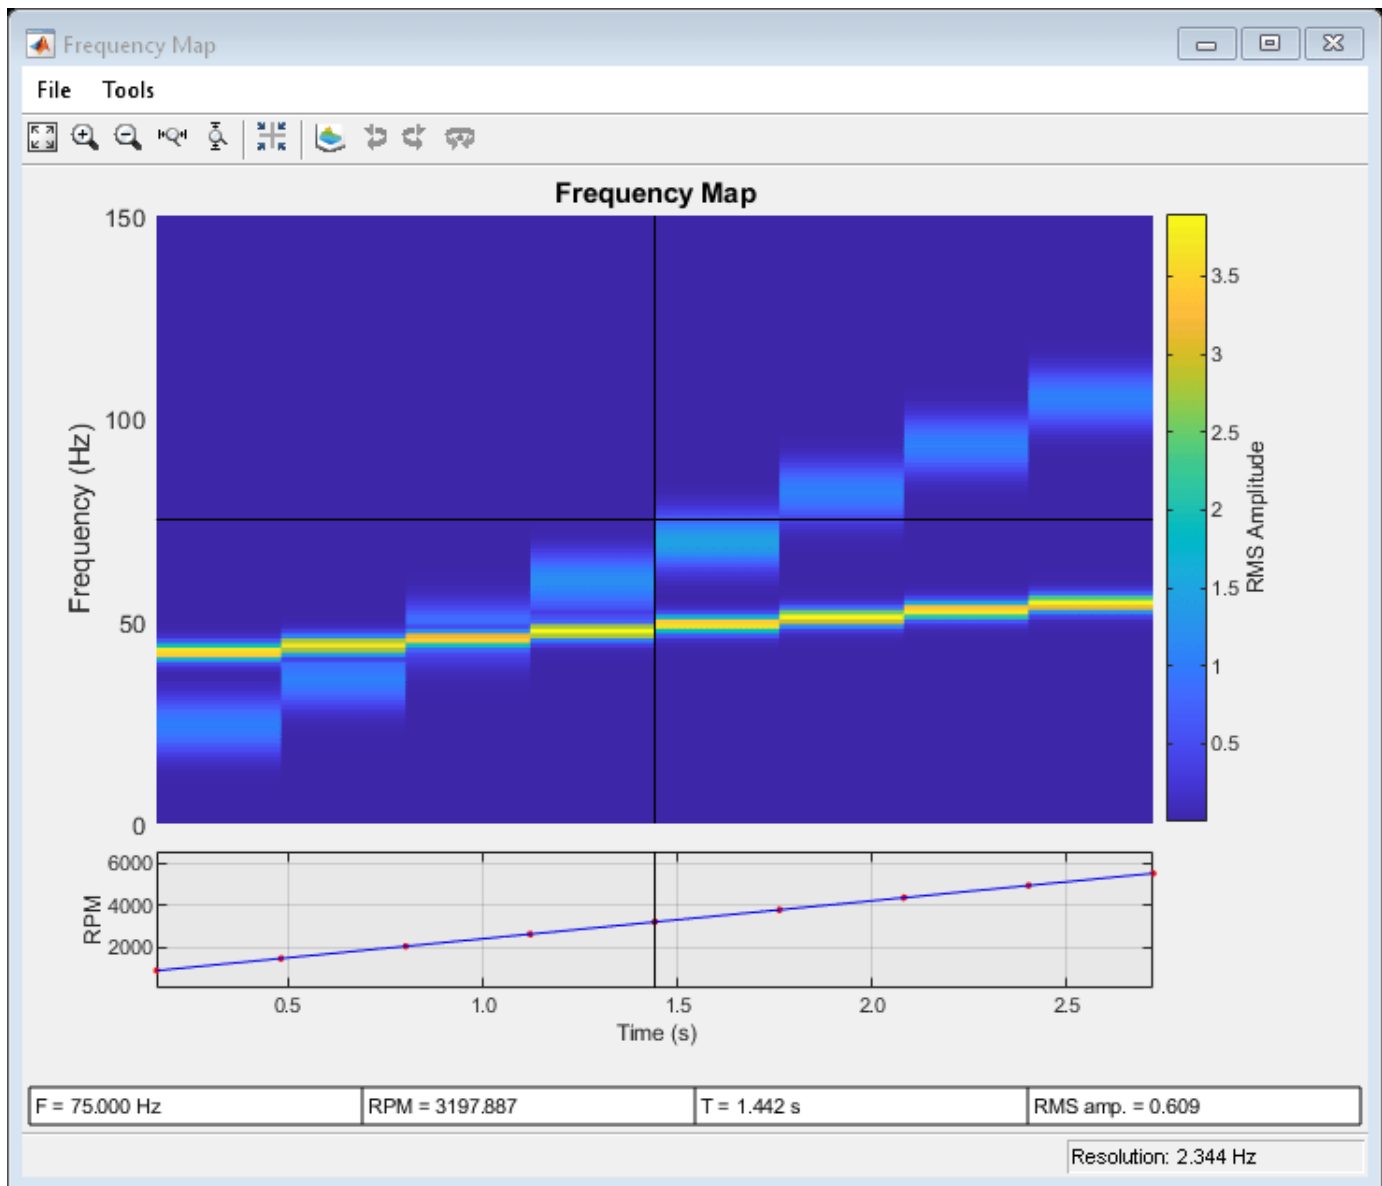 Frequency Map
File Tools
Frequency Map
150
100
50
0
Frequency (Hz)
3.5
3
2.5
2
1.5
1
0.5
RMS Amplitude
6000
4000
2000
RPM
0.5 1.0 1.5 2.0 2.5
Time (s)
F = 75.000 Hz RPM = 3197.887 T = 1.442 s RMS amp. = 0.609
Resolution: 2.344 Hz